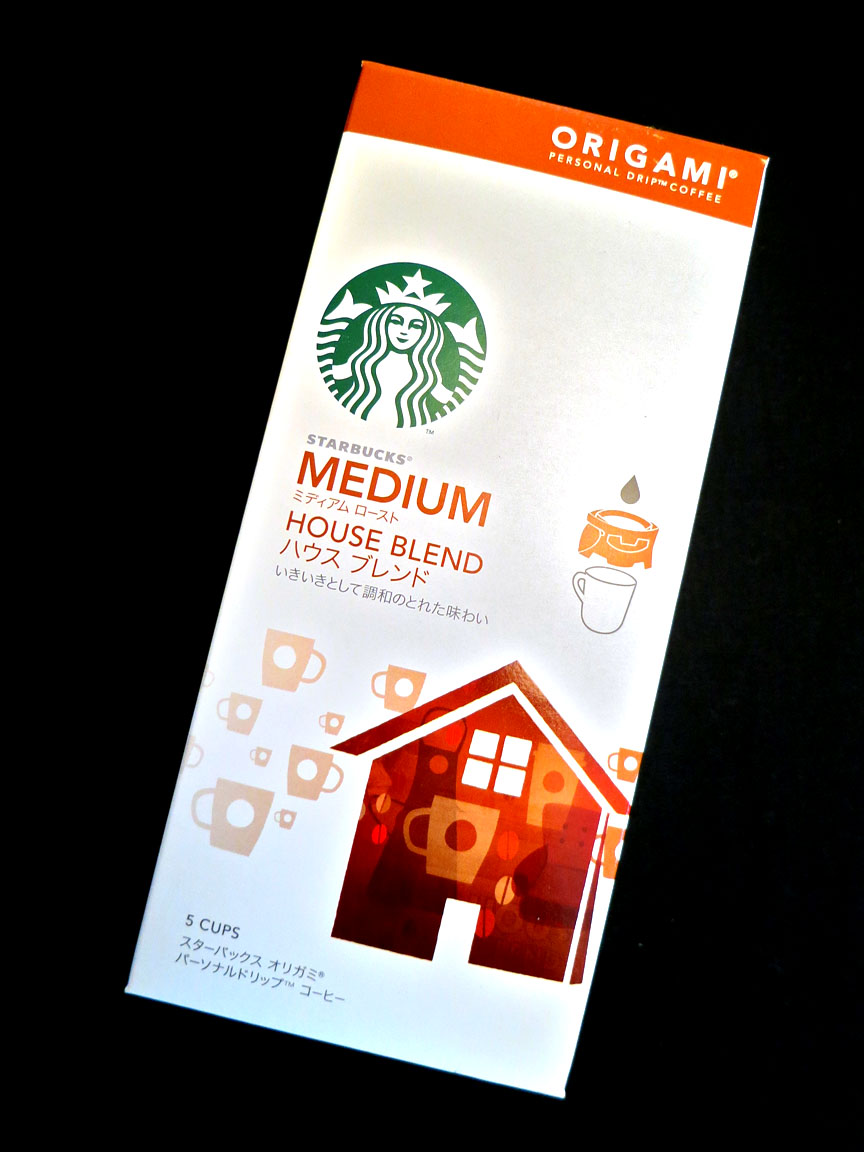 ORIGAMI®
PERSONAL DRIP™ COFFEE
™
STARBUCKS®
MEDIUM
ミディアム ロースト
HOUSE BLEND
ハウス ブレンド
いきいきとして調和のとれた味わい
5 CUPS
スターバックス オリガミ®
パーソナルドリップ™ コーヒー